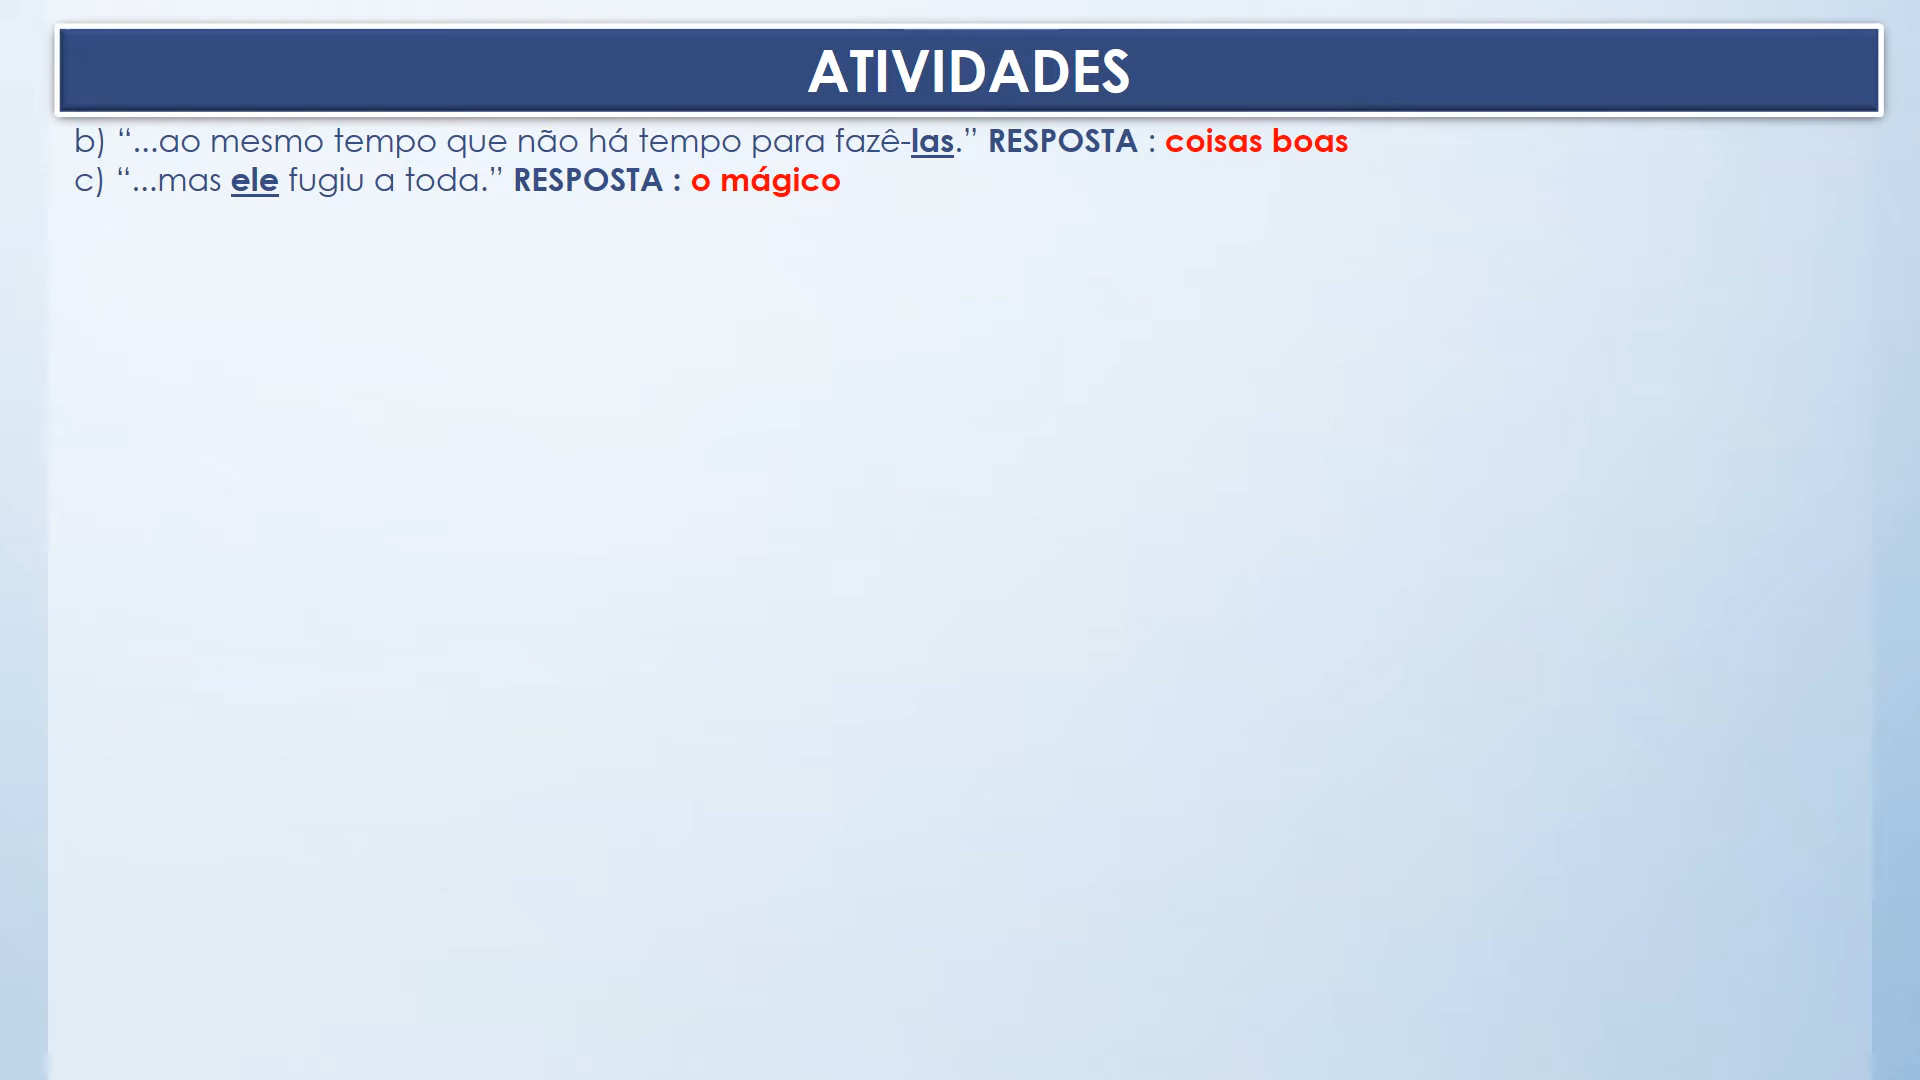 ATIVIDADES
b) “...ao mesmo tempo que não há tempo para fazê-las.” RESPOSTA : coisas boas
c) “...mas ele fugiu a toda.” RESPOSTA : o mágico